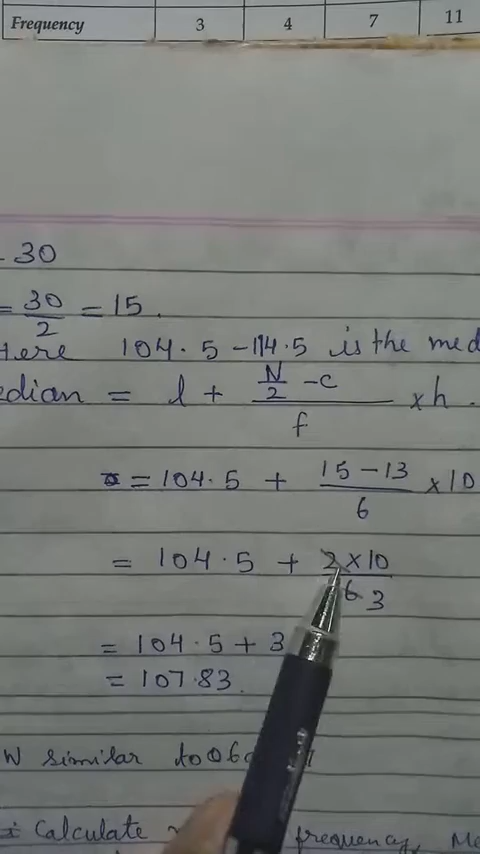 Frequency 3 4 7 11
30
= 30/2 = 15.
Here 104.5 - 114.5 is the med
edian = l + (N/2 - c)/f × h.
= 104.5 + (15 - 13)/6 × 10
= 104.5 + (2 × 10)/6 3
= 104.5 + 3
= 107.83.
W similar to
Calculate frequency, Me